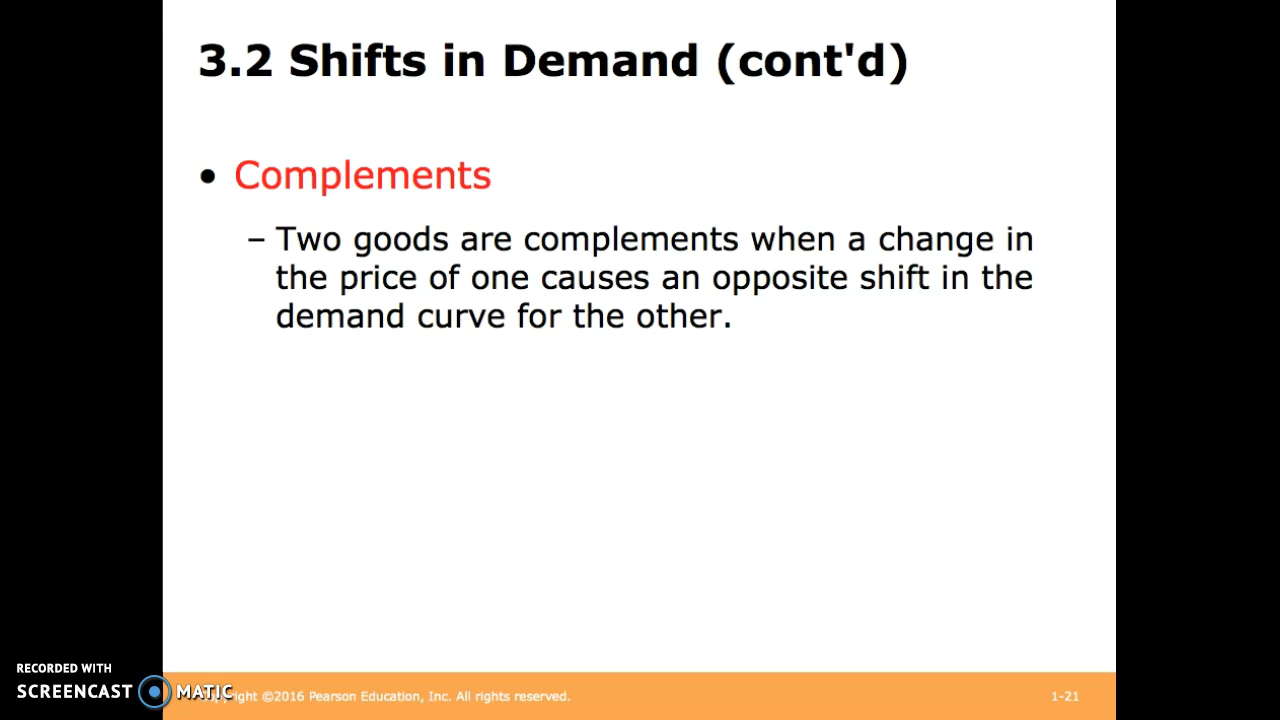 3.2 Shifts in Demand (cont'd)
• Complements
– Two goods are complements when a change in
the price of one causes an opposite shift in the
demand curve for the other.
RECORDED WITH
SCREENCAST MATIC
©2016 Pearson Education, Inc. All rights reserved.
1-21